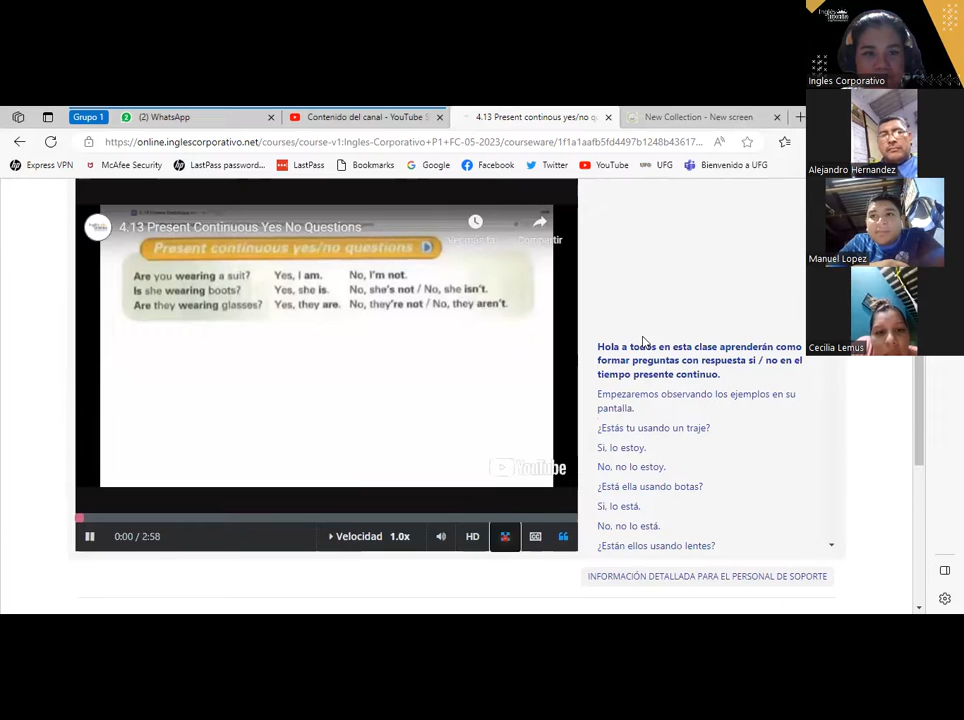 Inglés
Ingles Corporativo
Grupo 1
(2) WhatsApp
Contenido del canal - YouTube S
4.13 Present continous yes/no q
New Collection - New screen
https://online.inglescorporativo.net/courses/course-v1:Ingles-Corporativo+P1+FC-05-2023/courseware/1f1a1aafb5fd4497b1248b43617...
Express VPN
McAfee Security
LastPass password...
LastPass
Bookmarks
Google
Facebook
Twitter
YouTube
UFG
Bienvenido a UFG
Alejandro Hernandez
Manuel Lopez
Cecilia Lemus
4.13 Present Continuous Yes No Questions
Compartir
Present continuous yes/no questions
Are you wearing a suit? Yes, I am. No, I'm not.
Is she wearing boots? Yes, she is. No, she's not / No, she isn't.
Are they wearing glasses? Yes, they are. No, they're not / No, they aren't.
YouTube
0:00 / 2:58
Velocidad 1.0x
HD
Hola a todos en esta clase aprenderán como
formar preguntas con respuesta si / no en el
tiempo presente continuo.
Empezaremos observando los ejemplos en su
pantalla.
¿Estás tu usando un traje?
Si, lo estoy.
No, no lo estoy.
¿Está ella usando botas?
Si, lo está.
No, no lo está.
¿Están ellos usando lentes?
INFORMACIÓN DETALLADA PARA EL PERSONAL DE SOPORTE